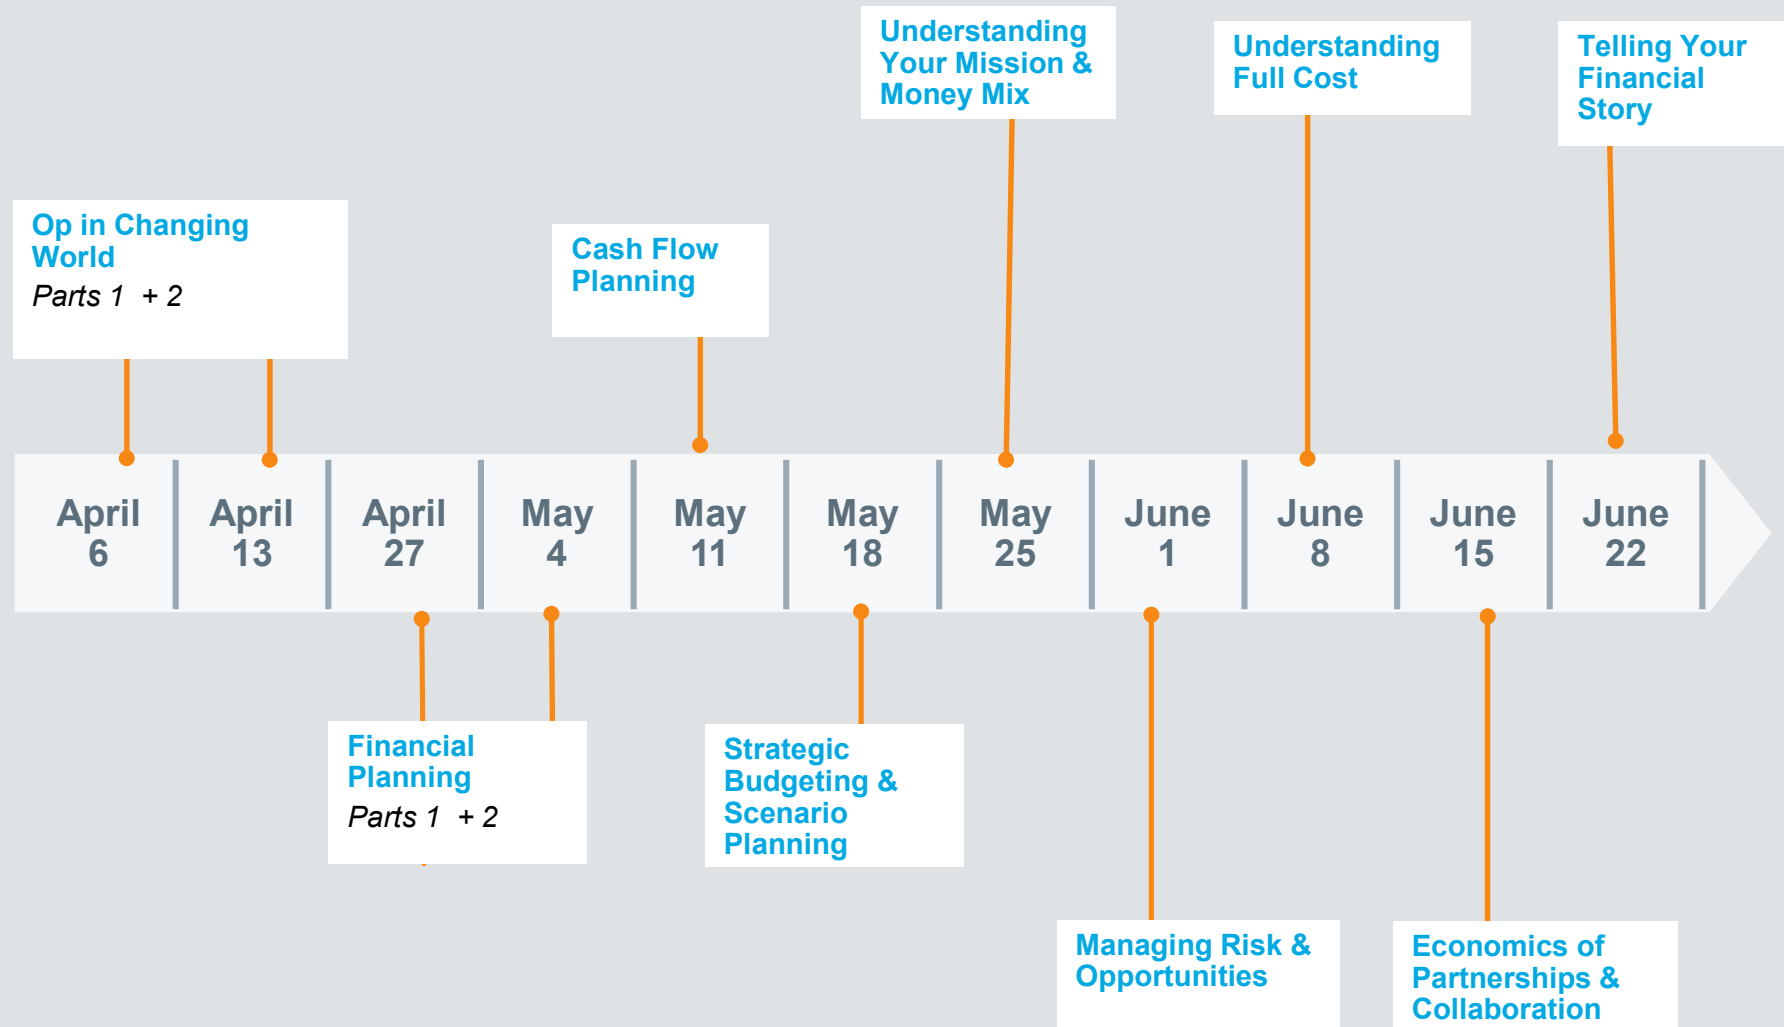 Understanding
Your Mission &
Money Mix
Understanding
Full Cost
Telling Your
Financial
Story
Op in Changing
World
Parts 1 + 2
Cash Flow
Planning
April
6
April
13
April
27
May
4
May
11
May
18
May
25
June
1
June
8
June
15
June
22
Financial
Planning
Parts 1 + 2
Strategic
Budgeting &
Scenario
Planning
Managing Risk &
Opportunities
Economics of
Partnerships &
Collaboration